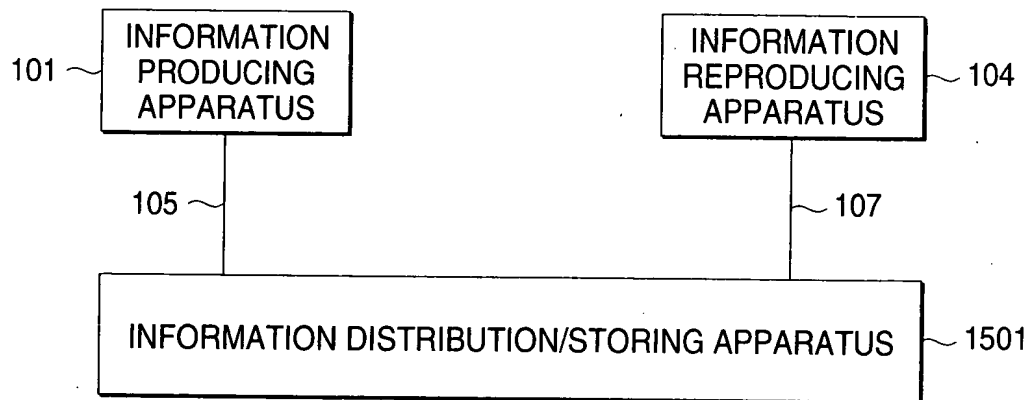 INFORMATION
PRODUCING
APPARATUS
101
INFORMATION
REPRODUCING
APPARATUS
104
105
107
INFORMATION DISTRIBUTION/STORING APPARATUS
1501